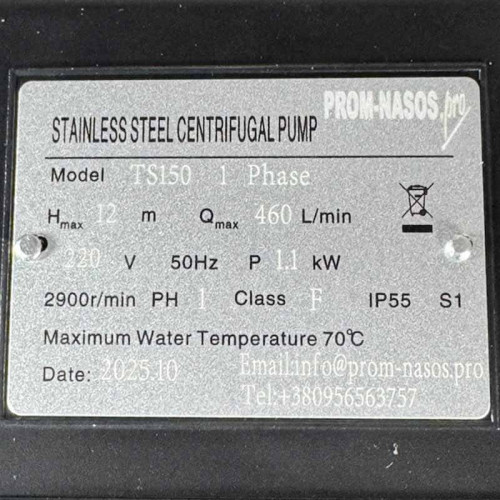 PROM-NASOS.pro
STAINLESS STEEL CENTRIFUGAL PUMP
Model TS150 1 Phase
Hmax 12 m Qmax 460 L/min
220 V 50Hz P 1.1 kW
2900r/min PH 1 Class F IP55 S1
Maximum Water Temperature 70℃
Date: 2025.10
Email:info@prom-nasos.pro
Tel:+380956563757